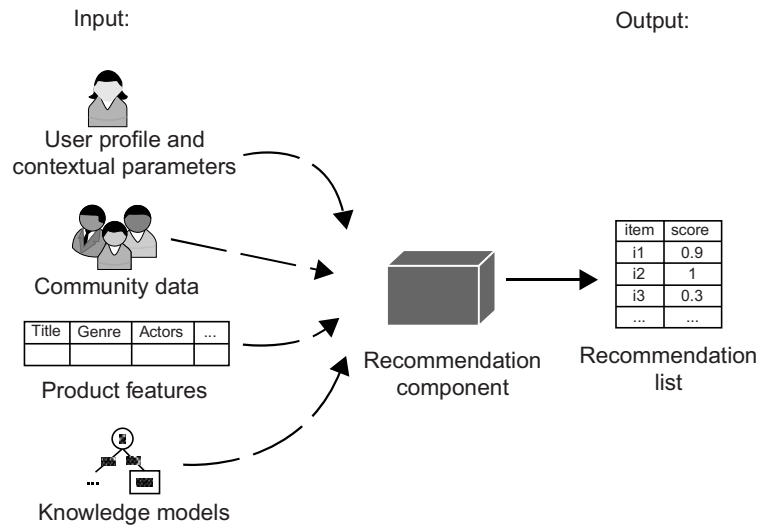 Input:
Output:
User profile and
contextual parameters
Community data
Title Genre Actors ...
Product features
...
Knowledge models
Recommendation
component
item score
i1 0.9
i2 1
i3 0.3
... ...
Recommendation
list